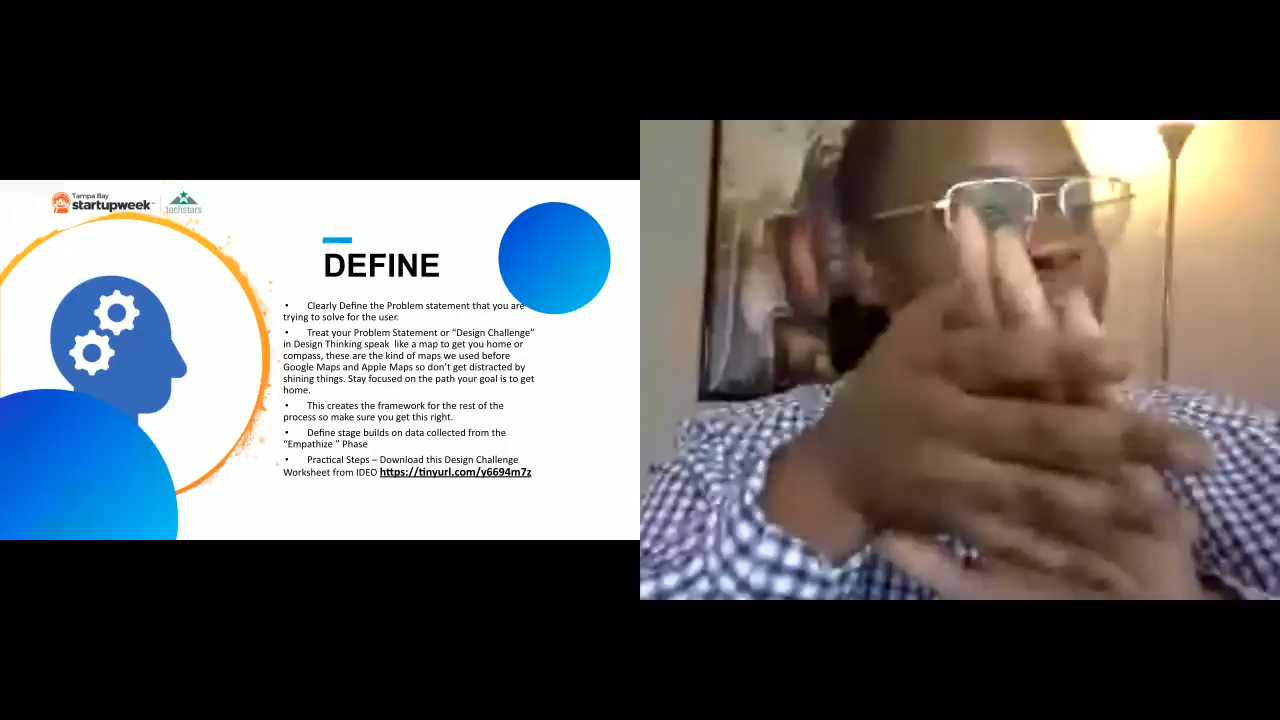 Tampa Bay
startupweek
techstars
DEFINE
• Clearly Define the Problem statement that you are
trying to solve for the user.
• Treat your Problem Statement or “Design Challenge”
in Design Thinking speak like a map to get you home or
compass, these are the kind of maps we used before
Google Maps and Apple Maps so don’t get distracted by
shining things. Stay focused on the path your goal is to get
home.
• This creates the framework for the rest of the
process so make sure you get this right.
• Define stage builds on data collected from the
“Empathize ” Phase
• Practical Steps – Download this Design Challenge
Worksheet from IDEO https://tinyurl.com/y6694m7z